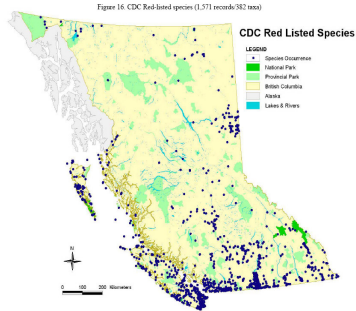 Figure 16. CDC Red-listed species (1,571 records/382 taxa)
CDC Red Listed Species
LEGEND
Species Occurrence
National Park
Provincial Park
British Columbia
Alaska
Lakes & Rivers
N
100 0 100 200 Kilometers